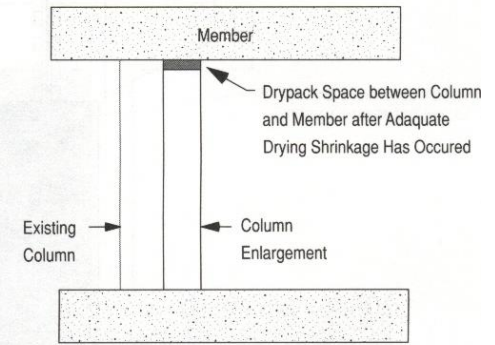 Member
Drypack Space between Column
and Member after Adaquate
Drying Shrinkage Has Occured
Existing
Column
Column
Enlargement